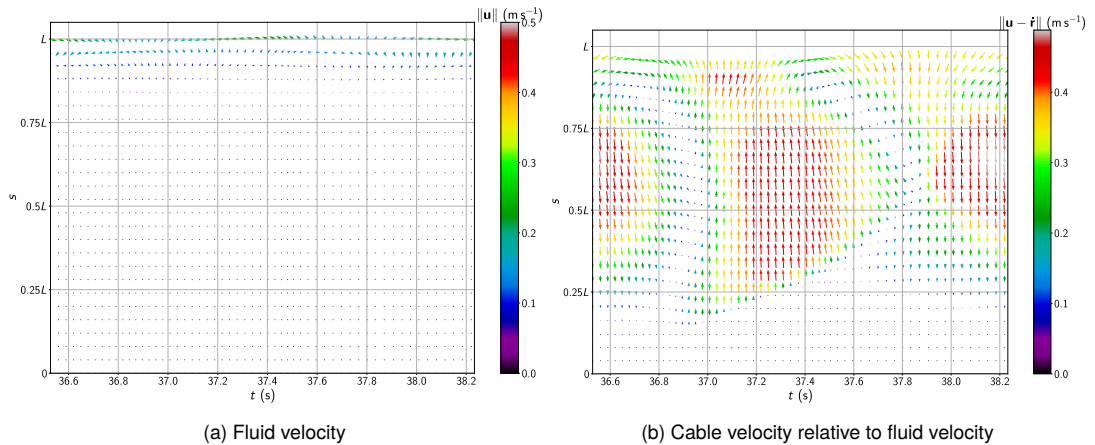 ‖u‖ (m s⁻¹)
L
0.75L
0.5L
0.25L
0
s
36.6 36.8 37.0 37.2 37.4 37.6 37.8 38.0 38.2
t (s)
0.5
0.4
0.3
0.2
0.1
0.0
(a) Fluid velocity
‖u − ṙ‖ (m s⁻¹)
L
0.75L
0.5L
0.25L
0
s
36.6 36.8 37.0 37.2 37.4 37.6 37.8 38.0 38.2
t (s)
0.4
0.3
0.2
0.1
0.0
(b) Cable velocity relative to fluid velocity